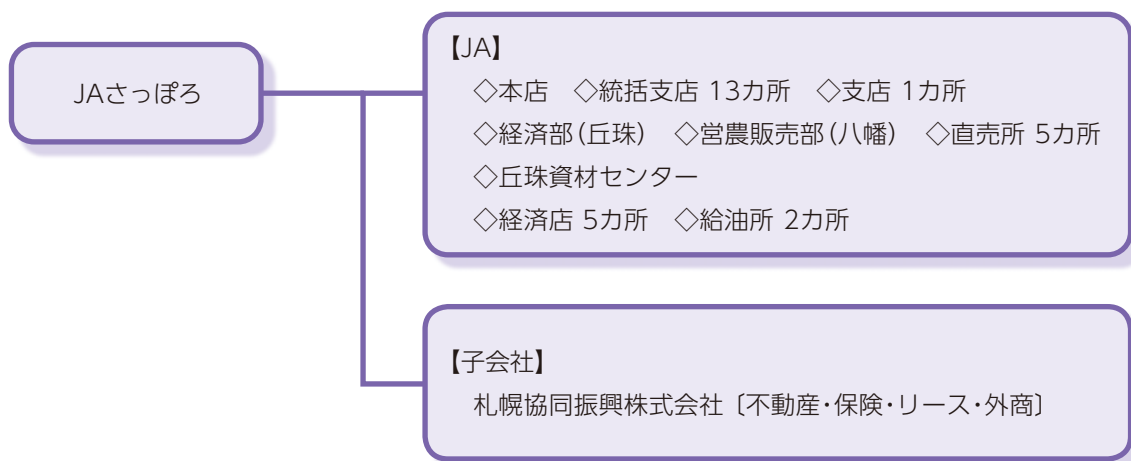 JAさっぽろ
【JA】
◇本店　◇統括支店 13カ所　◇支店 1カ所
◇経済部(丘珠)　◇営農販売部(八幡)　◇直売所 5カ所
◇丘珠資材センター
◇経済店 5カ所　◇給油所 2カ所
【子会社】
札幌協同振興株式会社〔不動産・保険・リース・外商〕